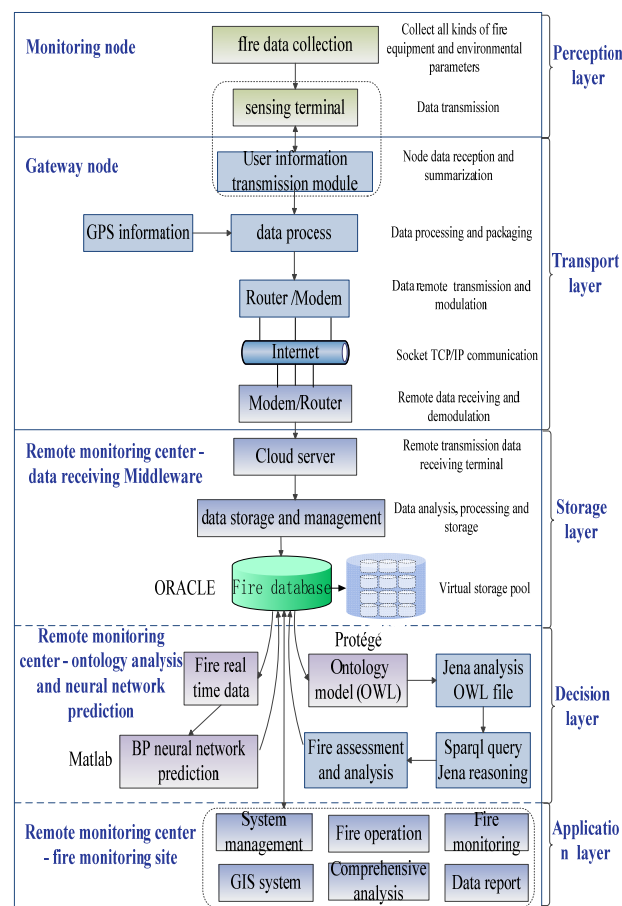 Monitoring node
fIre data collection
Collect all kinds of fire
equipment and environmental
parameters
Perception
layer
sensing terminal
Data transmission
Gateway node
User information
transmission module
Node data reception and
summarization
GPS information
data process
Data processing and packaging
Transport
layer
Router /Modem
Data remote transmission and
modulation
Internet
Socket TCP/IP communication
Modem/Router
Remote data receiving and
demodulation
Remote monitoring center -
data receiving Middleware
Cloud server
Remote transmission data
receiving terminal
Storage
layer
data storage and management
Data analysis, processing and
storage
ORACLE
Fire database
Virtual storage pool
Remote monitoring
center - ontology analysis
and neural network
prediction
Protégé
Fire real
time data
Ontology
model (OWL)
Jena analysis
OWL file
Decision
layer
Matlab
BP neural network
prediction
Fire assessment
and analysis
Sparql query
Jena reasoning
Remote monitoring center
- fire monitoring site
System
management
Fire operation
Fire
monitoring
Applicatio
n layer
GIS system
Comprehensive
analysis
Data report